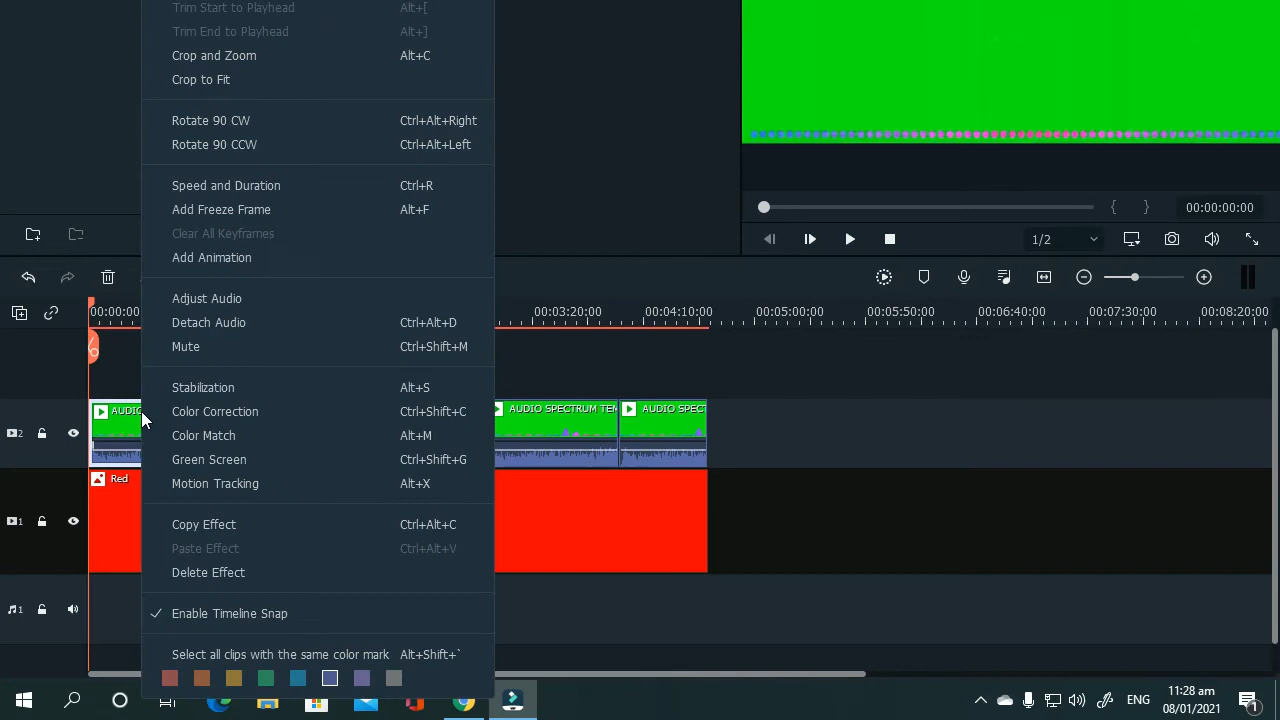 Trim Start to Playhead Alt+[
Trim End to Playhead Alt+]
Crop and Zoom Alt+C
Crop to Fit
Rotate 90 CW Ctrl+Alt+Right
Rotate 90 CCW Ctrl+Alt+Left
Speed and Duration Ctrl+R
Add Freeze Frame Alt+F
Clear All Keyframes
Add Animation
Adjust Audio
Detach Audio Ctrl+Alt+D
Mute Ctrl+Shift+M
Stabilization Alt+S
Color Correction Ctrl+Shift+C
Color Match Alt+M
Green Screen Ctrl+Shift+G
Motion Tracking Alt+X
Copy Effect Ctrl+Alt+C
Paste Effect Ctrl+Alt+V
Delete Effect
Enable Timeline Snap
Select all clips with the same color mark Alt+Shift+`
{ } 00:00:00:00
1/2
00:00:00 00:03:20:00 00:04:10:00 00:05:00:00 00:05:50:00 00:06:40:00 00:07:30:00 00:08:20:00
AUDIO AUDIO SPECTRUM TEM AUDIO SPECT
2
Red
1
1
ENG 11:28 am
08/01/2021
1